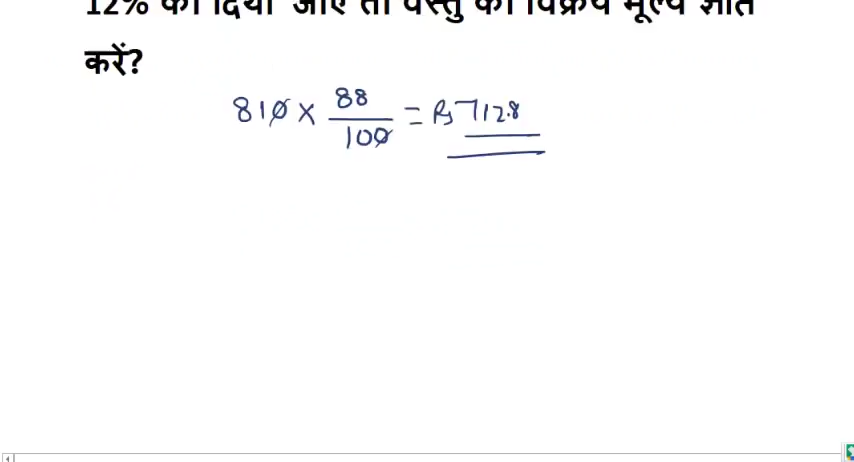 12% का दिया जाए तो वस्तु का विक्रय मूल्य ज्ञात
करें?
810 × 88/100 = Rs 712.8